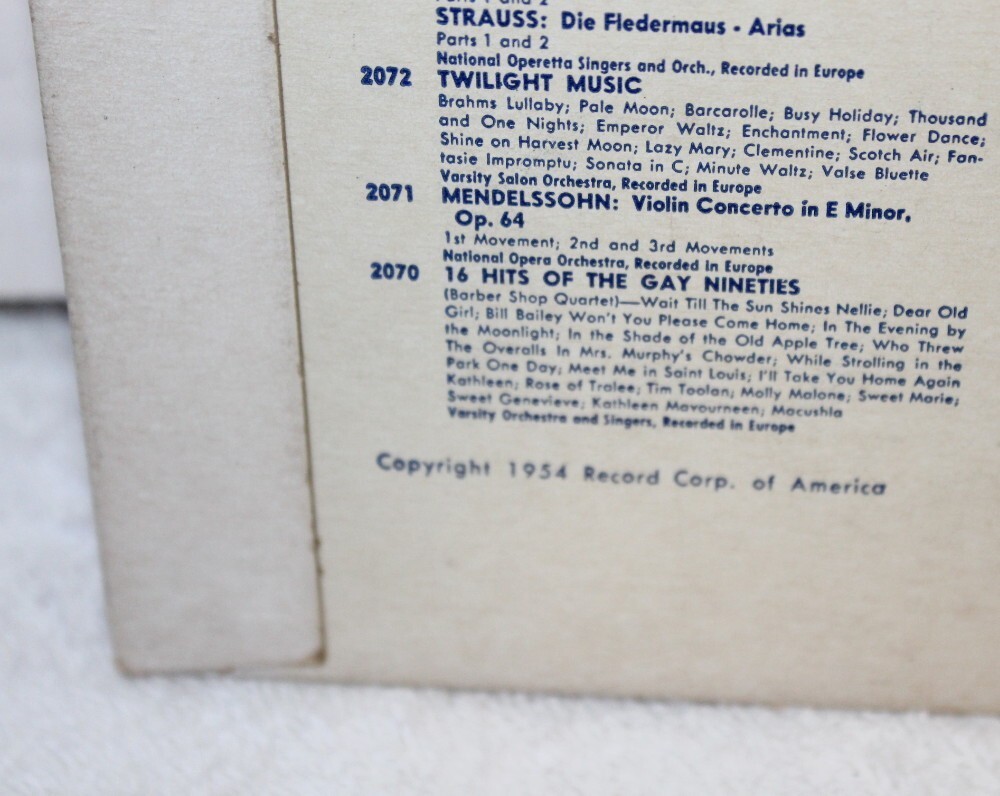 Parts 1 and 2
STRAUSS: Die Fledermaus - Arias
Parts 1 and 2
National Operetta Singers and Orch., Recorded in Europe
2072 TWILIGHT MUSIC
Brahms Lullaby; Pale Moon; Barcarolle; Busy Holiday; Thousand
and One Nights; Emperor Waltz; Enchantment; Flower Dance;
Shine on Harvest Moon; Lazy Mary; Clementine; Scotch Air; Fan-
tasie Impromptu; Sonata in C; Minute Waltz; Valse Bluette
Varsity Salon Orchestra, Recorded in Europe
2071 MENDELSSOHN: Violin Concerto in E Minor,
Op. 64
1st Movement; 2nd and 3rd Movements
National Opera Orchestra, Recorded in Europe
2070 16 HITS OF THE GAY NINETIES
(Barber Shop Quartet)—Wait Till The Sun Shines Nellie; Dear Old
Girl; Bill Bailey Won't You Please Come Home; In The Evening by
the Moonlight; In the Shade of the Old Apple Tree; Who Threw
The Overalls In Mrs. Murphy's Chowder; While Strolling in the
Park One Day; Meet Me in Saint Louis; I'll Take You Home Again
Kathleen; Rose of Tralee; Tim Toolan; Molly Malone; Sweet Marie;
Sweet Genevieve; Kathleen Mavourneen; Macushla
Varsity Orchestra and Singers, Recorded in Europe
Copyright 1954 Record Corp. of America